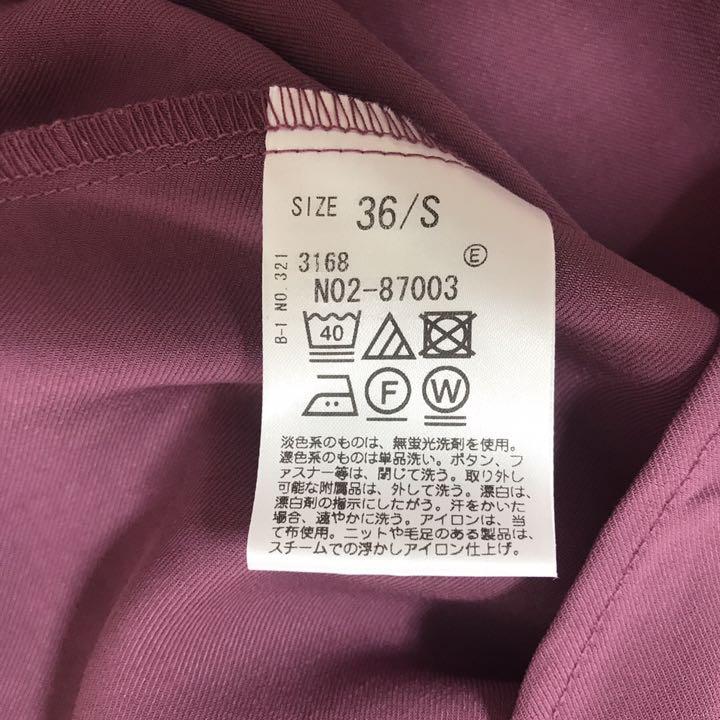 SIZE 36/S
B-1 NO.321
3168 Ⓔ
N02-87003
40
F W
淡色系のものは、無蛍光洗剤を使用。
濃色系のものは単品洗い。ボタン、フ
ァスナー等は、閉じて洗う。取り外し
可能な附属品は、外して洗う。漂白は、
漂白剤の指示にしたがう。汗をかいた
場合、速やかに洗う。アイロンは、当
て布使用。ニットや毛足のある製品は、
スチームでの浮かしアイロン仕上げ。